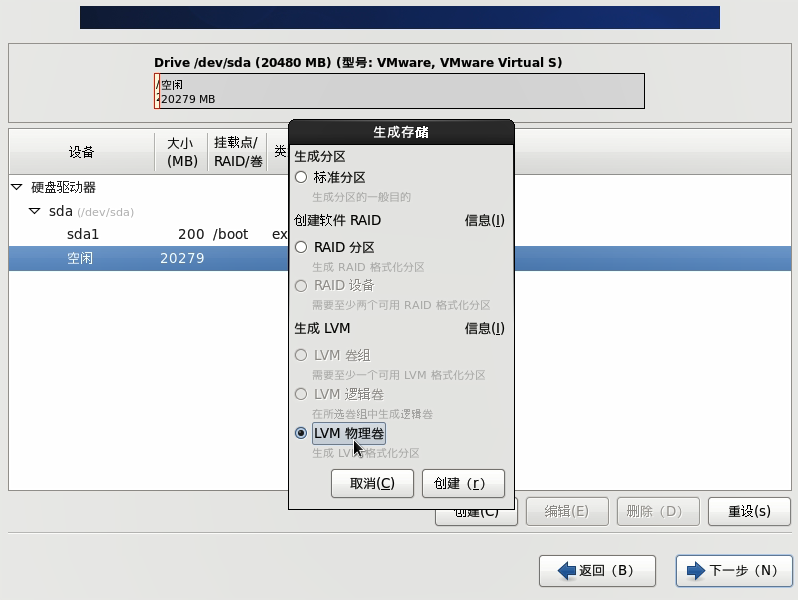 Drive /dev/sda (20480 MB) (型号: VMware, VMware Virtual S)
空闲
20279 MB
设备
大小
(MB)
挂载点/
RAID/卷
类
硬盘驱动器
sda (/dev/sda)
sda1 200 /boot ex
空闲 20279
生成存储
生成分区
标准分区
生成分区的一般目的
创建软件 RAID 信息(I)
RAID 分区
生成 RAID 格式化分区
RAID 设备
需要至少两个可用 RAID 格式化分区
生成 LVM 信息(I)
LVM 卷组
需要至少一个可用 LVM 格式化分区
LVM 逻辑卷
在所选卷组中生成逻辑卷
LVM 物理卷
生成 LVM 格式化分区
取消(C) 创建（r）
创建(C) 编辑(E) 删除（D） 重设(s)
返回（B） 下一步（N）